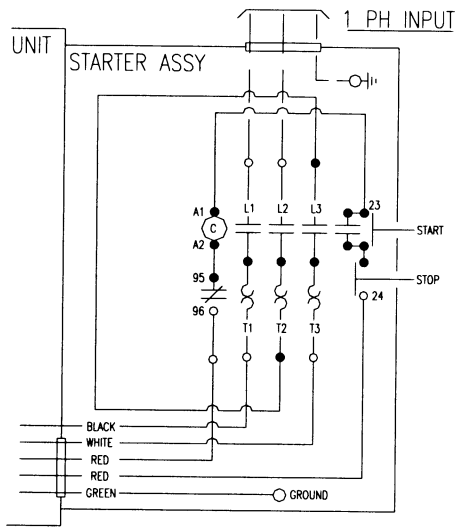 1 PH INPUT
UNIT
STARTER ASSY
23
A1
L1
L2
L3
C
START
A2
95
STOP
96
24
T1
T2
T3
BLACK
WHITE
RED
RED
GREEN
GROUND